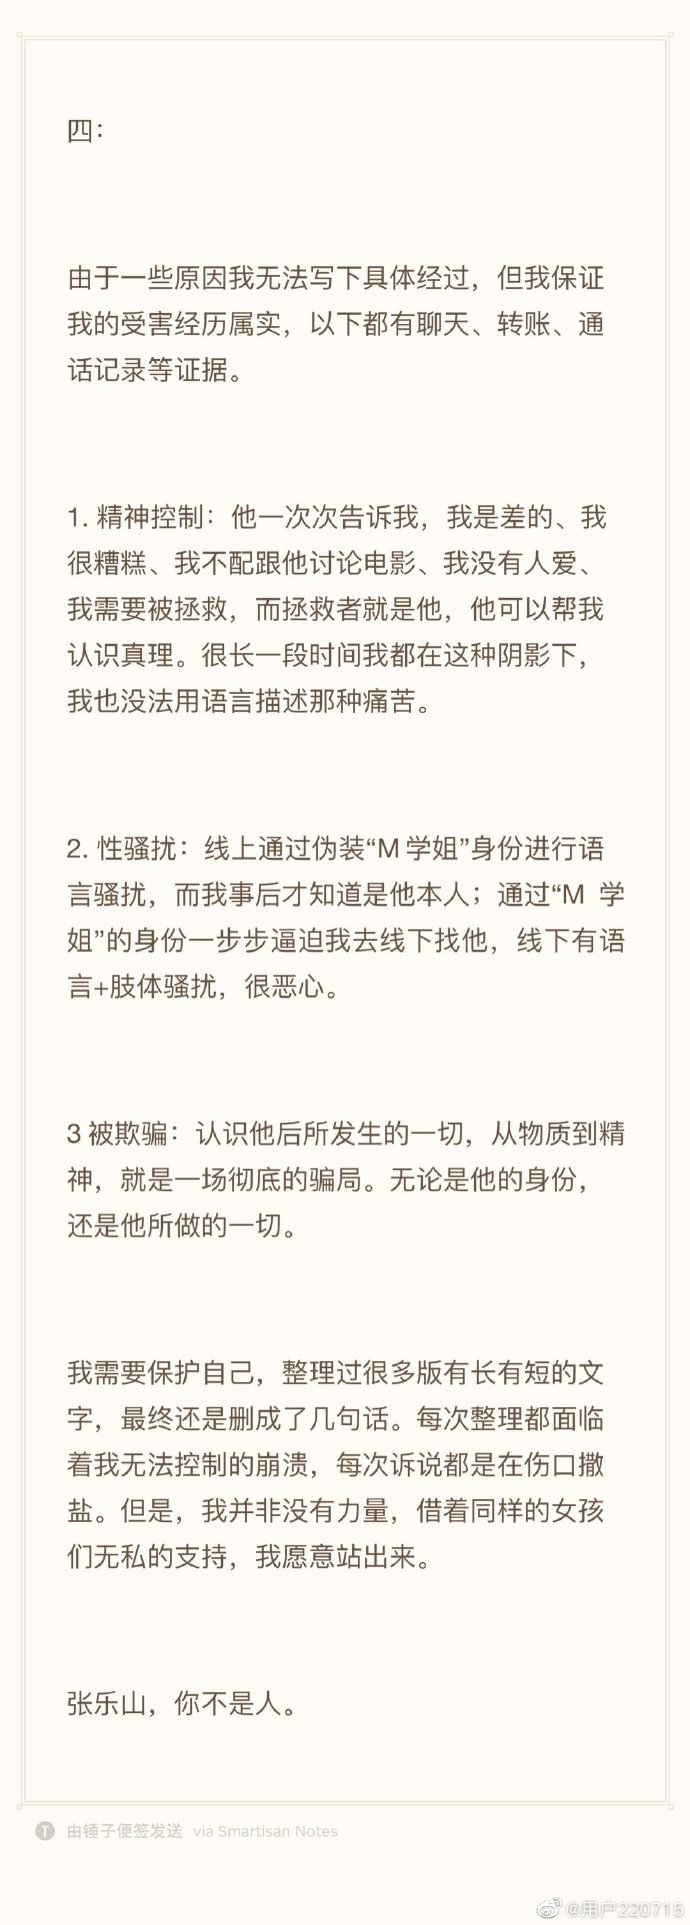 四：
由于一些原因我无法写下具体经过，但我保证
我的受害经历属实，以下都有聊天、转账、通
话记录等证据。
1. 精神控制：他一次次告诉我，我是差的、我
很糟糕、我不配跟他讨论电影、我没有人爱、
我需要被拯救，而拯救者就是他，他可以帮我
认识真理。很长一段时间我都在这种阴影下，
我也没法用语言描述那种痛苦。
2. 性骚扰：线上通过伪装“M 学姐”身份进行语
言骚扰，而我事后才知道是他本人；通过“M 学
姐”的身份一步步逼迫我去线下找他，线下有语
言+肢体骚扰，很恶心。
3 被欺骗：认识他后所发生的一切，从物质到精
神，就是一场彻底的骗局。无论是他的身份，
还是他所做的一切。
我需要保护自己，整理过很多版有长有短的文
字，最终还是删成了几句话。每次整理都面临
着我无法控制的崩溃，每次诉说都是在伤口撒
盐。但是，我并非没有力量，借着同样的女孩
们无私的支持，我愿意站出来。
张乐山，你不是人。
T 由锤子便签发送 via Smartisan Notes
@用户220715